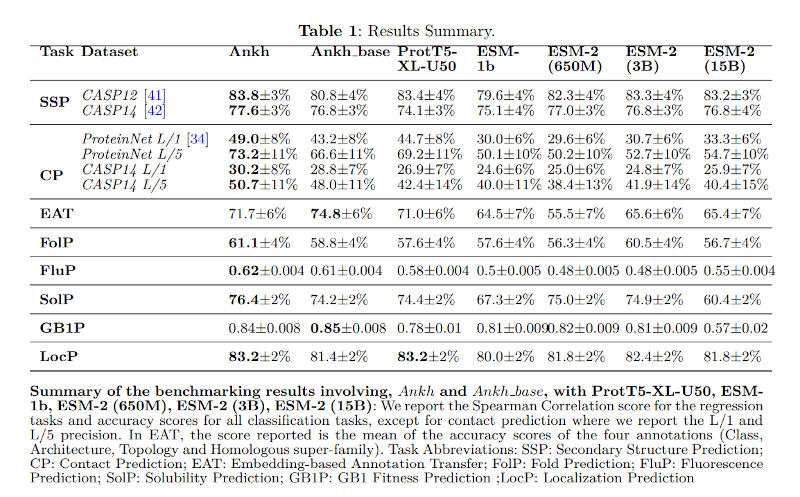 Table 1: Results Summary.
Task Dataset Ankh Ankh_base ProtT5-XL-U50 ESM-1b ESM-2 (650M) ESM-2 (3B) ESM-2 (15B)
SSP CASP12 [41] 83.8±3% 80.8±4% 83.4±4% 79.6±4% 82.3±4% 83.3±4% 83.2±3%
CASP14 [42] 77.6±3% 76.8±3% 74.1±3% 75.1±4% 77.0±3% 76.8±3% 76.8±4%
CP ProteinNet L/1 [34] 49.0±8% 43.2±8% 44.7±8% 30.0±6% 29.6±6% 30.7±6% 33.3±6%
ProteinNet L/5 73.2±11% 66.6±11% 69.2±11% 50.1±10% 50.2±10% 52.7±10% 54.7±10%
CASP14 L/1 30.2±8% 28.8±7% 26.9±7% 24.6±6% 25.0±6% 24.8±7% 25.9±7%
CASP14 L/5 50.7±11% 48.0±11% 42.4±14% 40.0±11% 38.4±13% 41.9±14% 40.4±15%
EAT 71.7±6% 74.8±6% 71.0±6% 64.5±7% 55.5±7% 65.6±6% 65.4±7%
FolP 61.1±4% 58.8±4% 57.6±4% 57.6±4% 56.3±4% 60.5±4% 56.7±4%
FluP 0.62±0.004 0.61±0.004 0.58±0.004 0.5±0.005 0.48±0.005 0.48±0.005 0.55±0.004
SolP 76.4±2% 74.2±2% 74.4±2% 67.3±2% 75.0±2% 74.9±2% 60.4±2%
GB1P 0.84±0.008 0.85±0.008 0.78±0.01 0.81±0.009 0.82±0.009 0.81±0.009 0.57±0.02
LocP 83.2±2% 81.4±2% 83.2±2% 80.0±2% 81.8±2% 82.4±2% 81.8±2%
Summary of the benchmarking results involving, Ankh and Ankh_base, with ProtT5-XL-U50, ESM-
1b, ESM-2 (650M), ESM-2 (3B), ESM-2 (15B): We report the Spearman Correlation score for the regression
tasks and accuracy scores for all classification tasks, except for contact prediction where we report the L/1 and
L/5 precision. In EAT, the score reported is the mean of the accuracy scores of the four annotations (Class,
Architecture, Topology and Homologous super-family). Task Abbreviations: SSP: Secondary Structure Prediction;
CP: Contact Prediction; EAT: Embedding-based Annotation Transfer; FolP: Fold Prediction; FluP: Fluorescence
Prediction; SolP: Solubility Prediction; GB1P: GB1 Fitness Prediction ;LocP: Localization Prediction